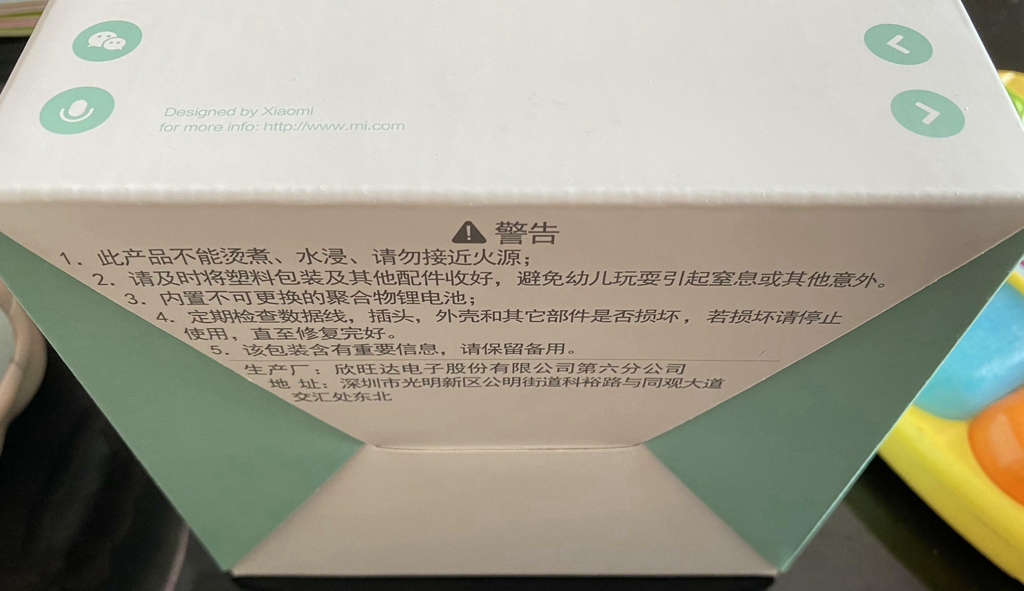 Designed by Xiaomi
for more info: http://www.mi.com
警告
1. 此产品不能烫煮、水浸、请勿接近火源；
2. 请及时将塑料包装及其他配件收好，避免幼儿玩耍引起窒息或其他意外。
3. 内置不可更换的聚合物锂电池；
4. 定期检查数据线，插头，外壳和其它部件是否损坏，若损坏请停止
使用，直至修复完好。
5. 该包装含有重要信息，请保留备用。
生产厂：欣旺达电子股份有限公司第六分公司
地 址：深圳市光明新区公明街道科裕路与同观大道
交汇处东北